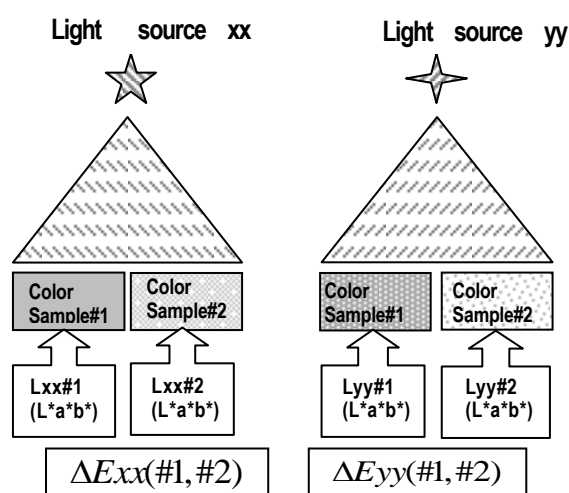 Light source xx
Light source yy
Color
Sample#1
Color
Sample#2
Color
Sample#1
Color
Sample#2
Lxx#1
(L*a*b*)
Lxx#2
(L*a*b*)
Lyy#1
(L*a*b*)
Lyy#2
(L*a*b*)
ΔExx(#1,#2)
ΔEyy(#1,#2)